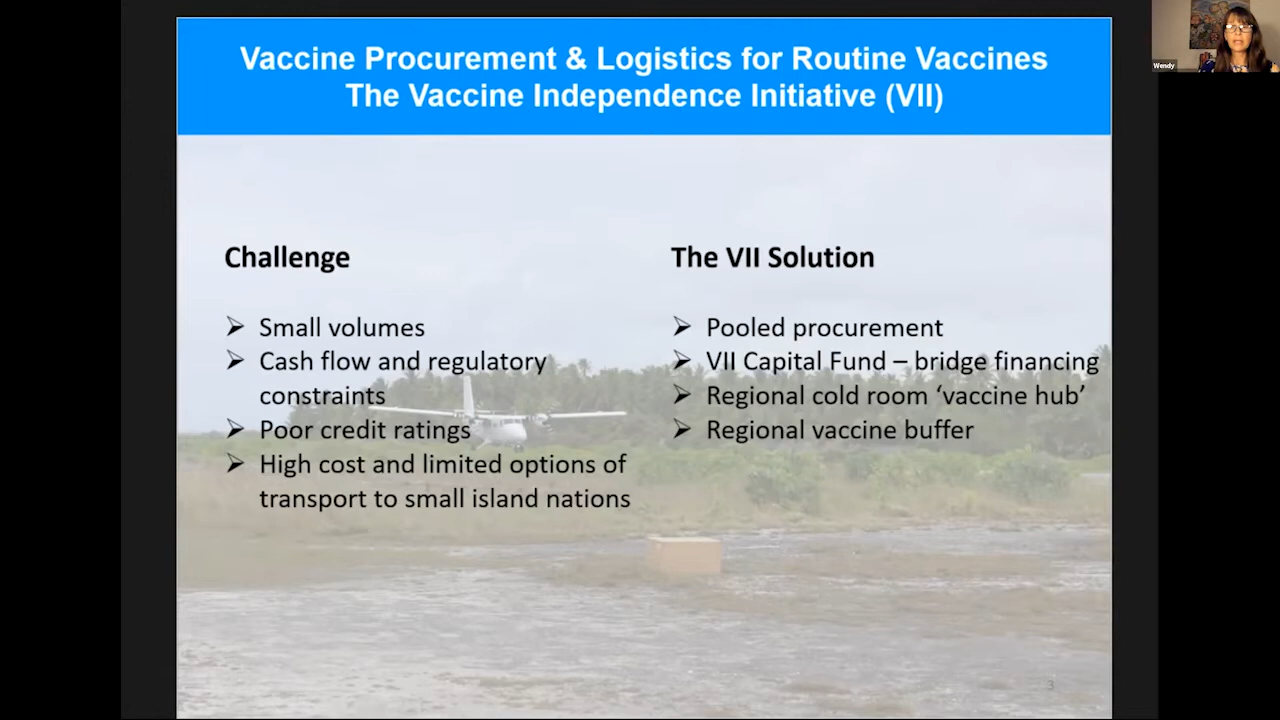 Vaccine Procurement & Logistics for Routine Vaccines
The Vaccine Independence Initiative (VII)
Wendy
Challenge
➢ Small volumes
➢ Cash flow and regulatory
constraints
➢ Poor credit ratings
➢ High cost and limited options of
transport to small island nations
The VII Solution
➢ Pooled procurement
➢ VII Capital Fund – bridge financing
➢ Regional cold room ‘vaccine hub’
➢ Regional vaccine buffer
3